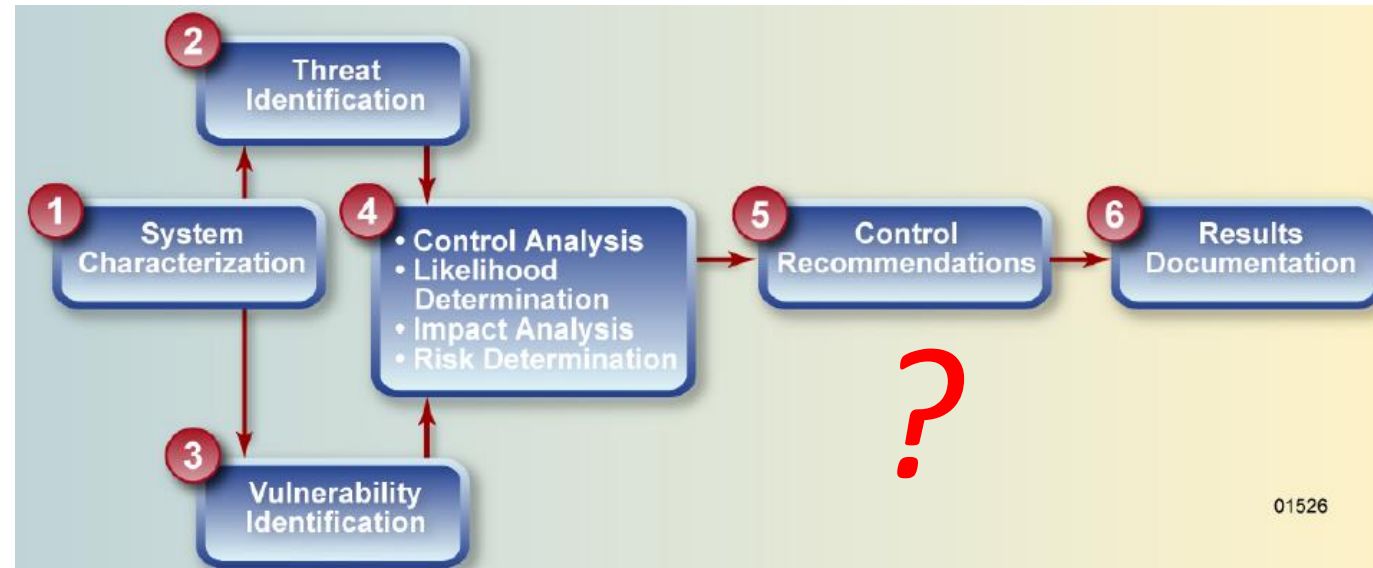 1
System
Characterization
2
Threat
Identification
3
Vulnerability
Identification
4
• Control Analysis
• Likelihood
Determination
• Impact Analysis
• Risk Determination
5
Control
Recommendations
?
6
Results
Documentation
01526